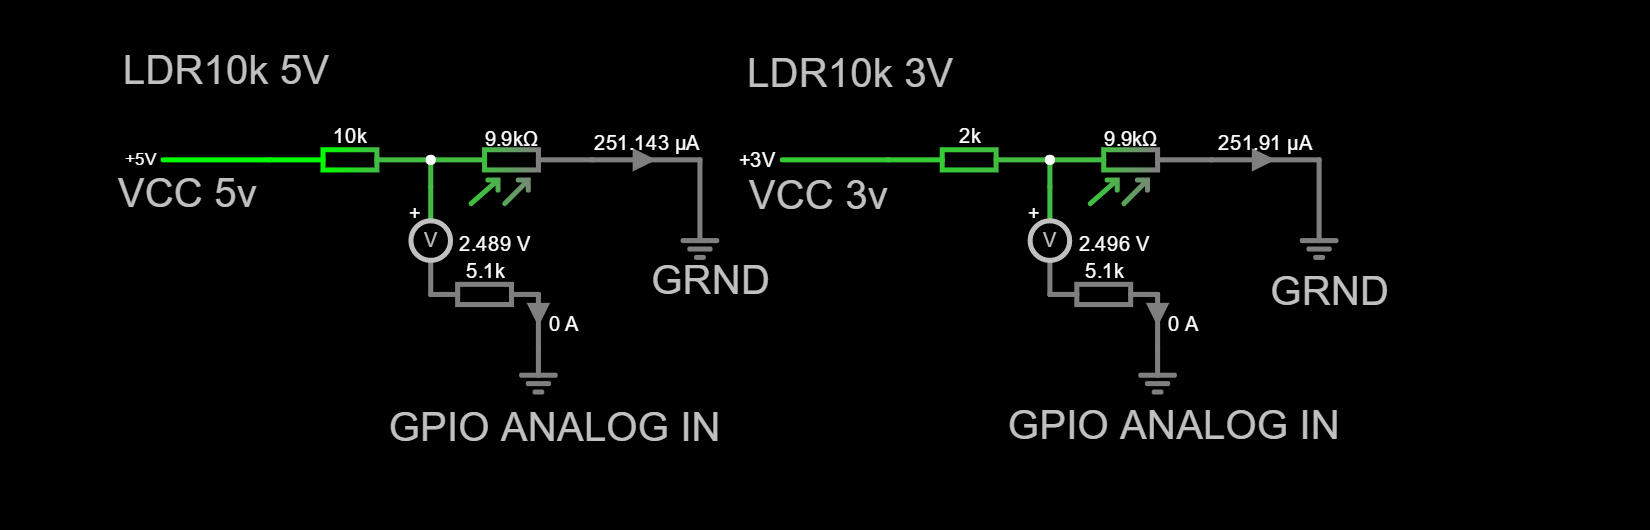 LDR10k 5V
10k
9.9kΩ
251.143 µA
+5V
VCC 5v
+
V
2.489 V
5.1k
GRND
0 A
GPIO ANALOG IN
LDR10k 3V
2k
9.9kΩ
251.91 µA
+3V
VCC 3v
+
V
2.496 V
5.1k
GRND
0 A
GPIO ANALOG IN